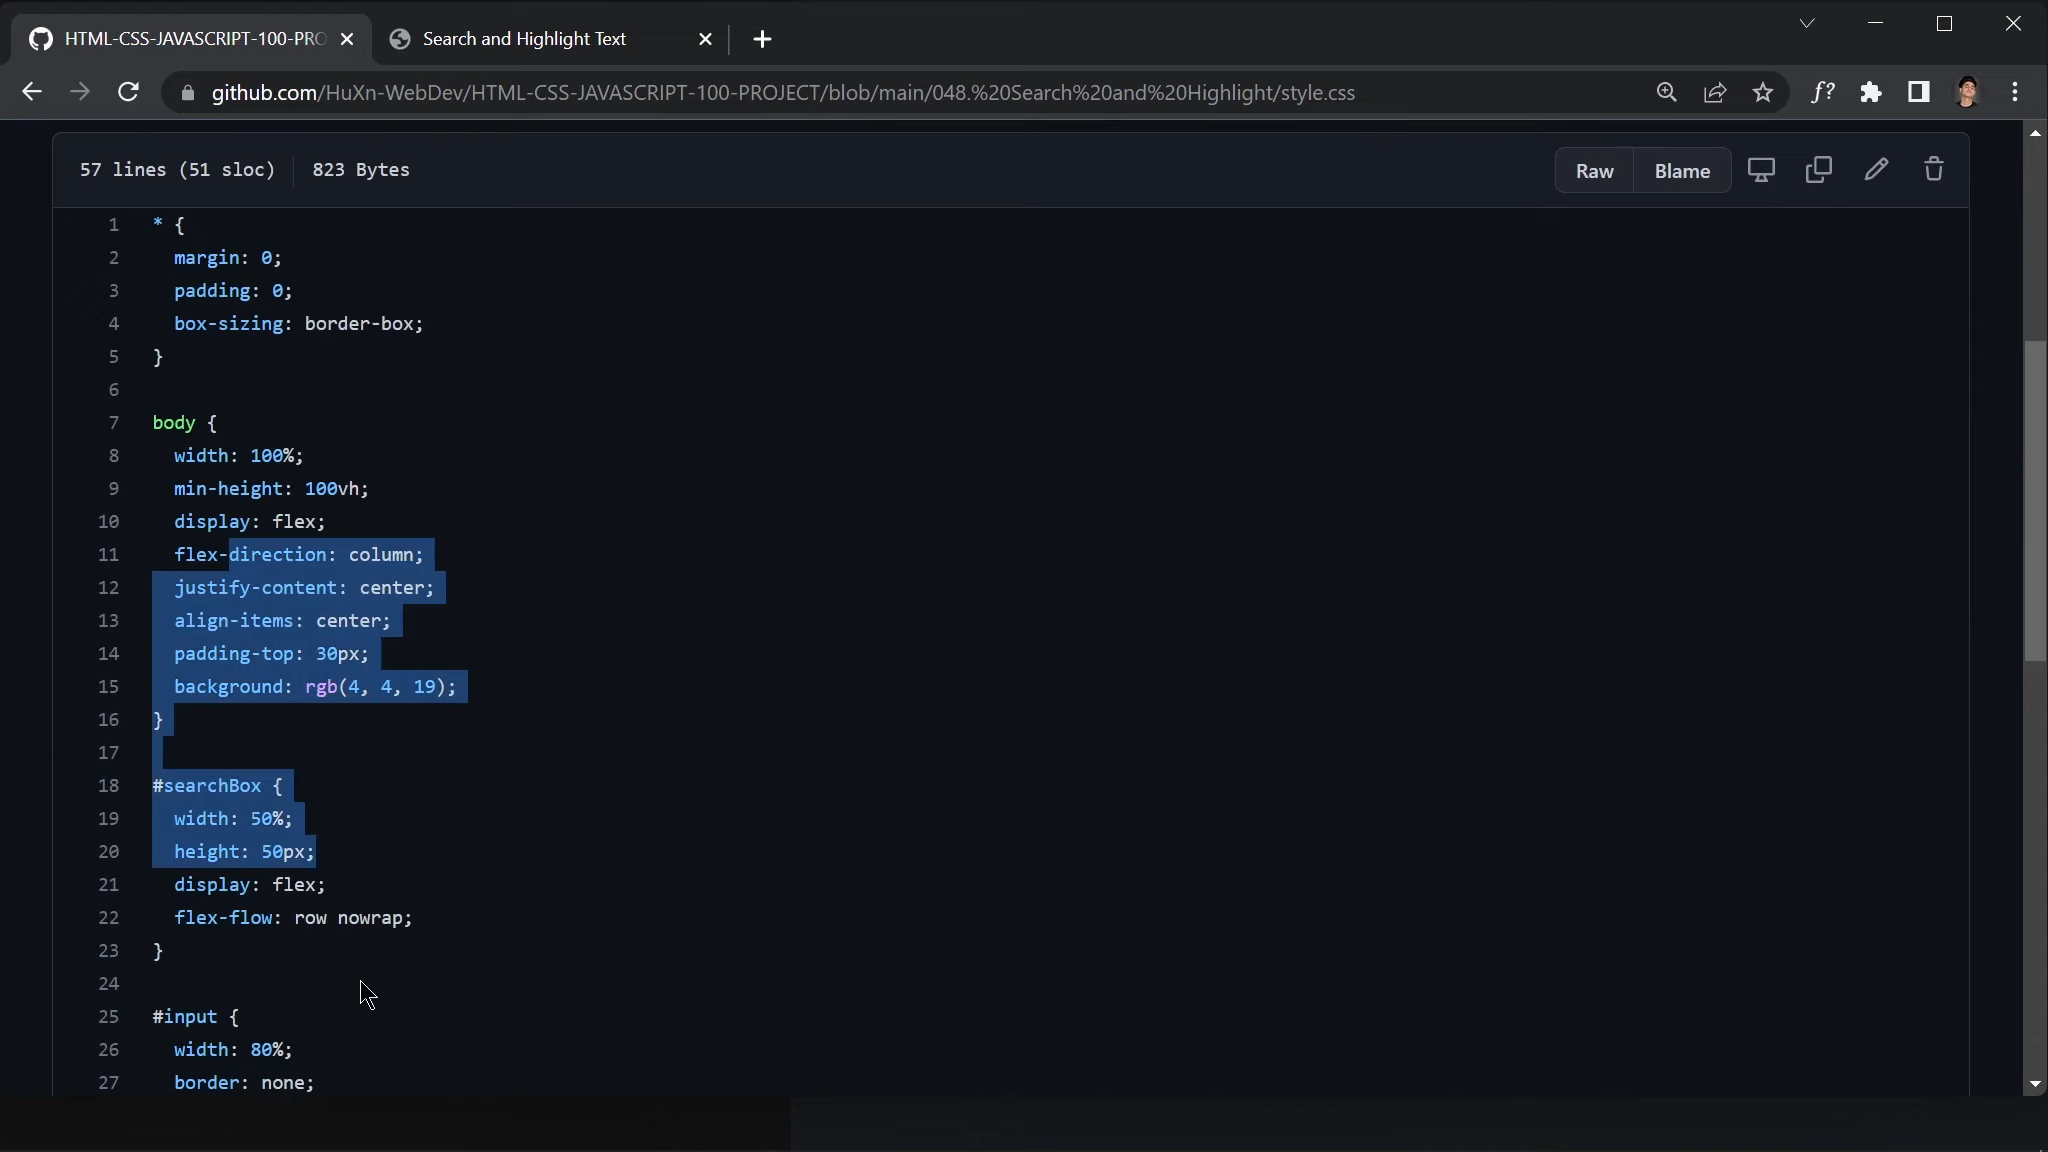 HTML-CSS-JAVASCRIPT-100-PRO
Search and Highlight Text
github.com/HuXn-WebDev/HTML-CSS-JAVASCRIPT-100-PROJECT/blob/main/048.%20Search%20and%20Highlight/style.css
f?
57 lines (51 sloc) 823 Bytes
Raw Blame
1 * {
2 margin: 0;
3 padding: 0;
4 box-sizing: border-box;
5 }
6
7 body {
8 width: 100%;
9 min-height: 100vh;
10 display: flex;
11 flex-direction: column;
12 justify-content: center;
13 align-items: center;
14 padding-top: 30px;
15 background: rgb(4, 4, 19);
16 }
17
18 #searchBox {
19 width: 50%;
20 height: 50px;
21 display: flex;
22 flex-flow: row nowrap;
23 }
24
25 #input {
26 width: 80%;
27 border: none;